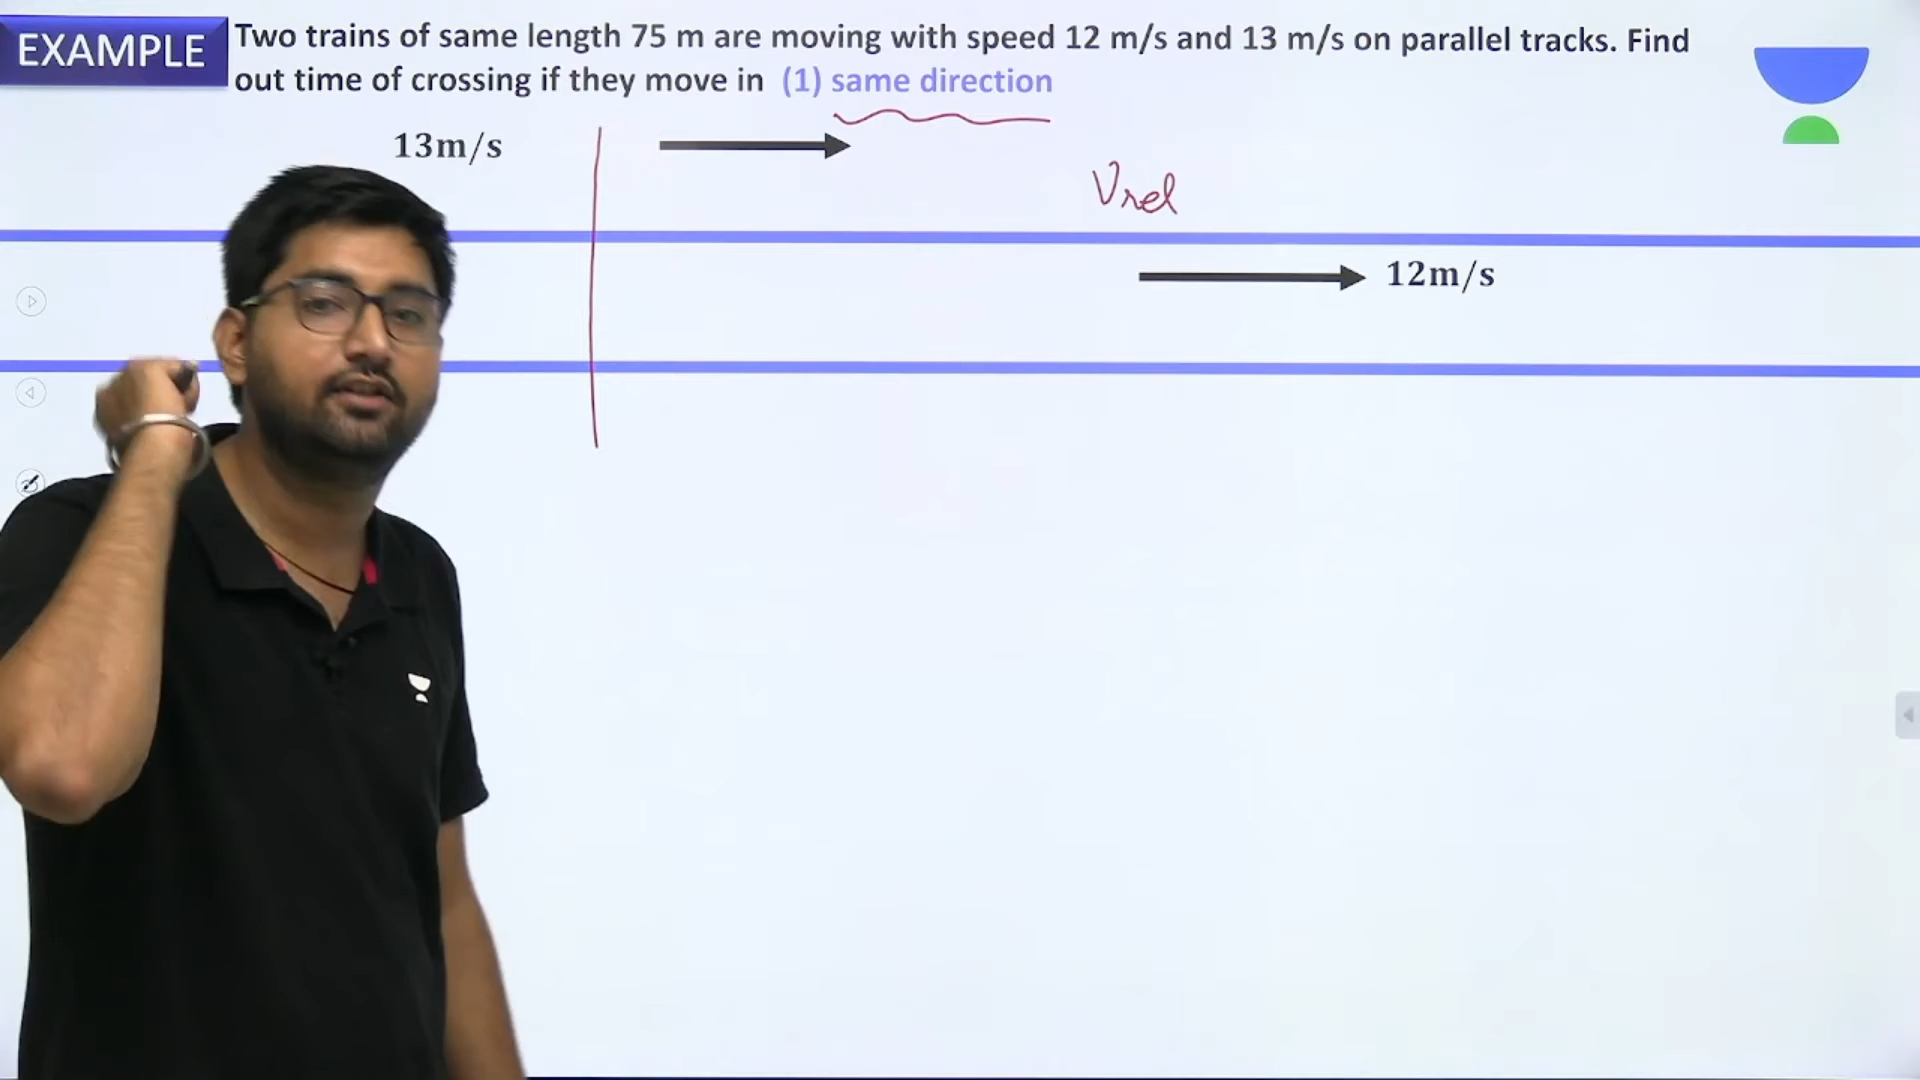 EXAMPLE
Two trains of same length 75 m are moving with speed 12 m/s and 13 m/s on parallel tracks. Find
out time of crossing if they move in (1) same direction
13m/s
Vrel
12m/s